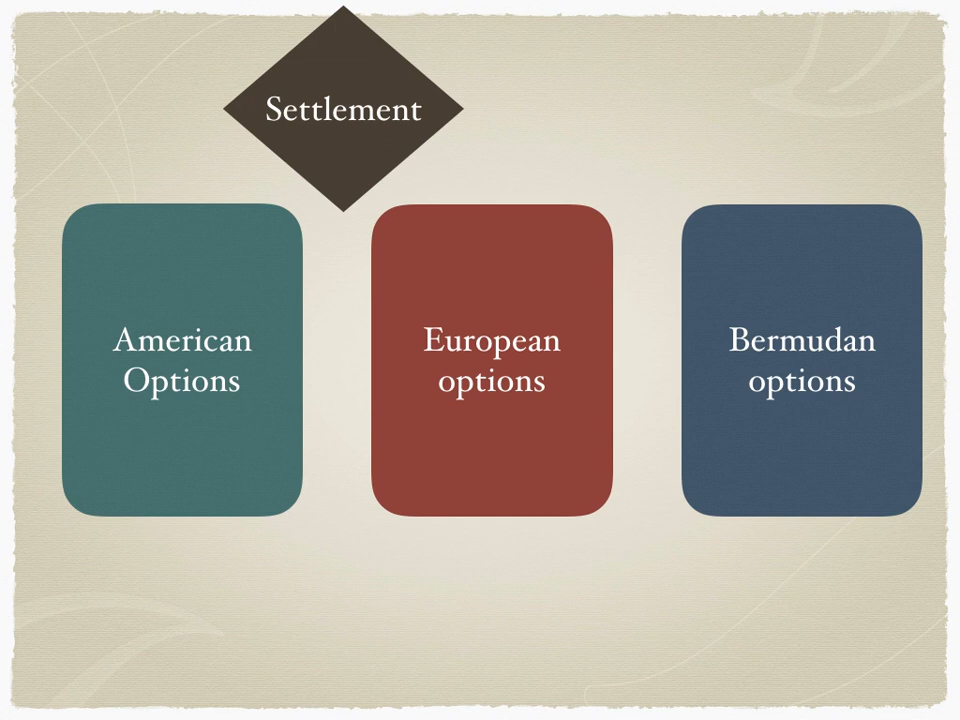 Settlement
American
Options
European
options
Bermudan
options